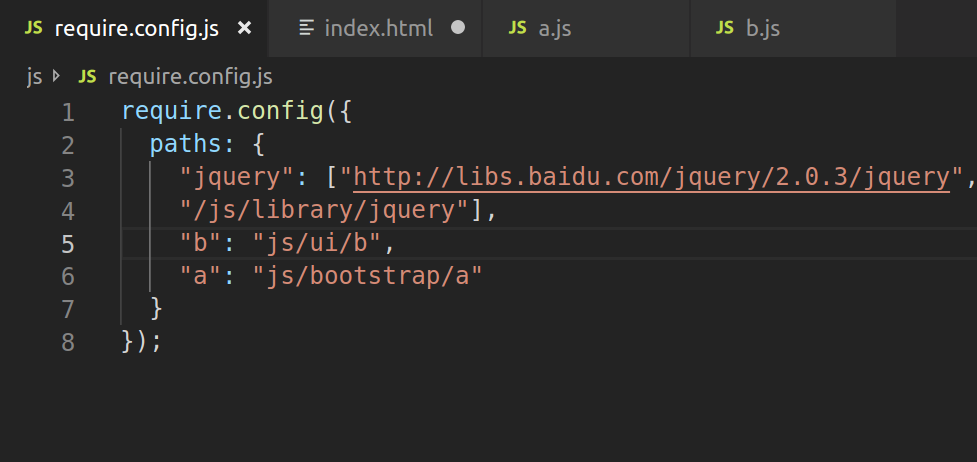 JS require.config.js × index.html ● JS a.js JS b.js
js JS require.config.js
1 require.config({
2 paths: {
3 "jquery": ["http://libs.baidu.com/jquery/2.0.3/jquery",
4 "/js/library/jquery"],
5 "b": "js/ui/b",
6 "a": "js/bootstrap/a"
7 }
8 });